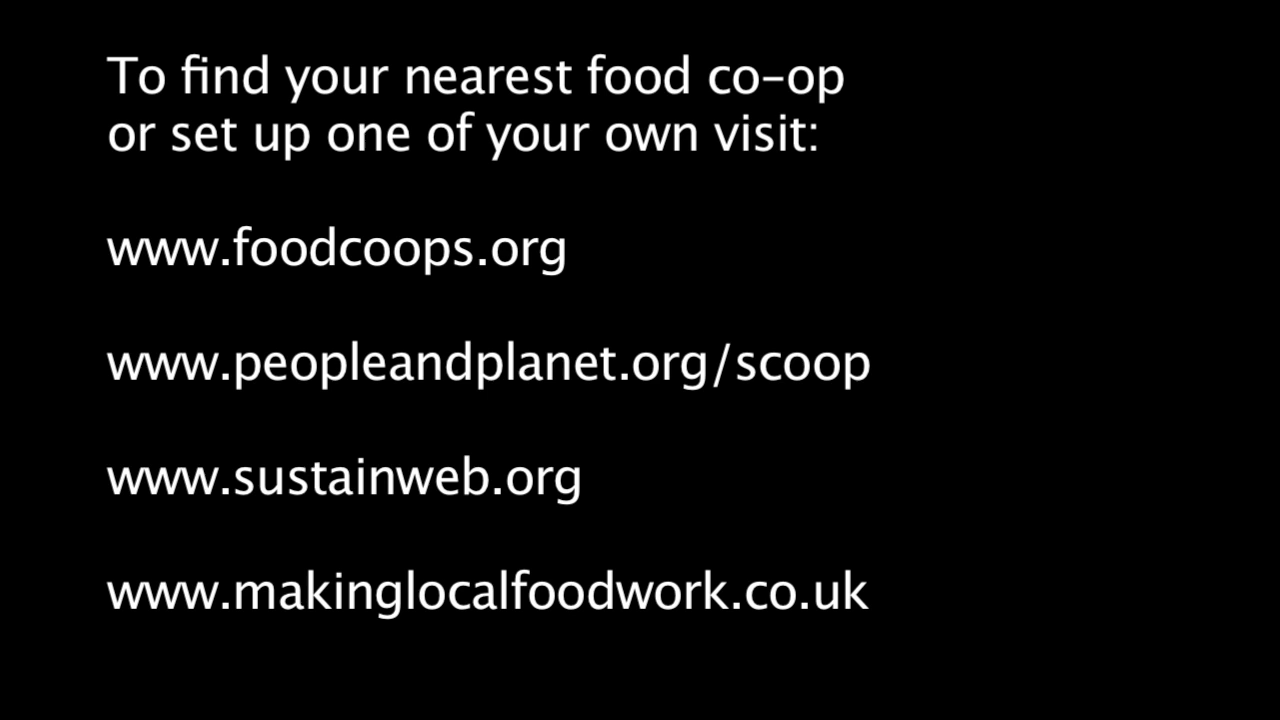 To find your nearest food co-op
or set up one of your own visit:
www.foodcoops.org
www.peopleandplanet.org/scoop
www.sustainweb.org
www.makinglocalfoodwork.co.uk